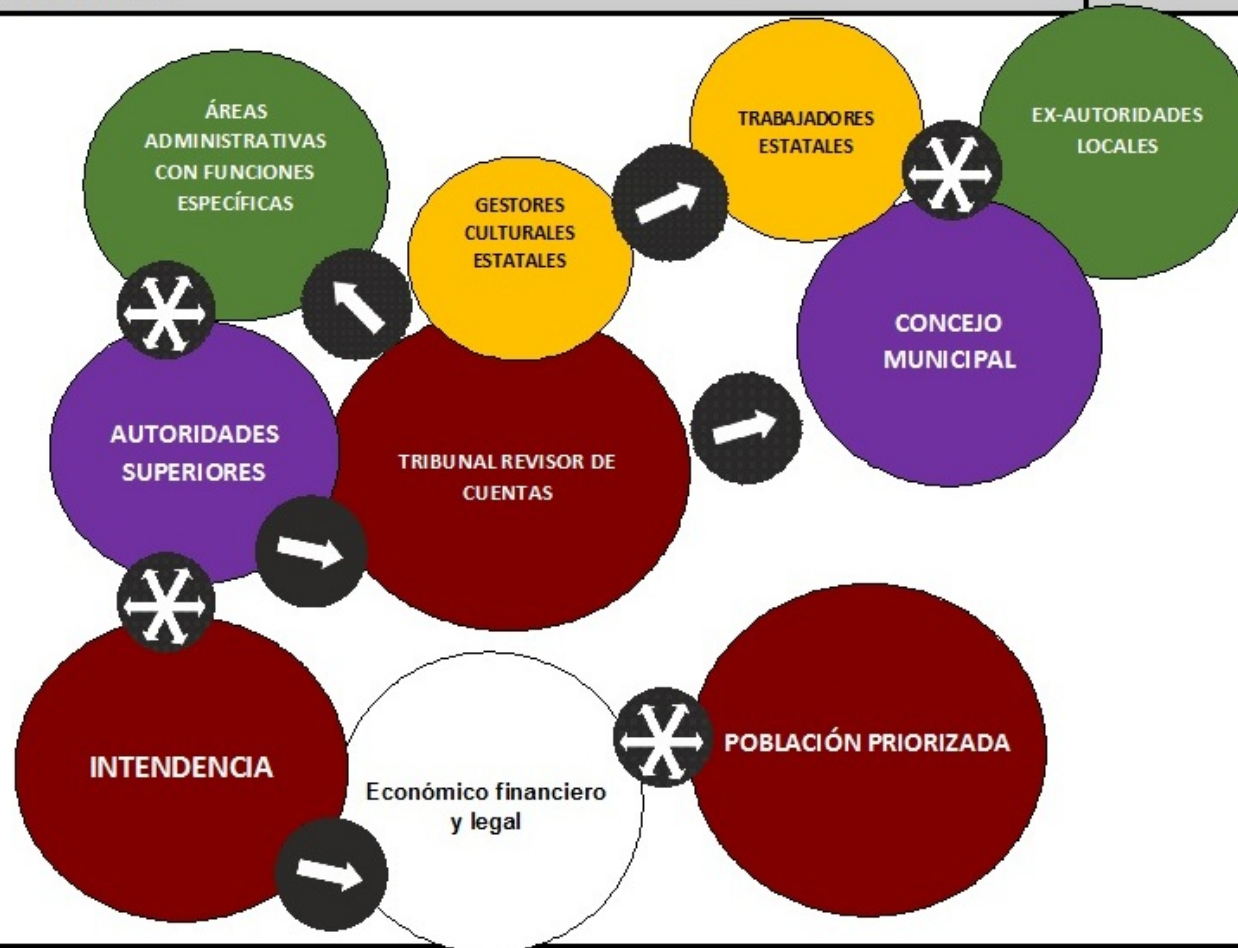 ÁREAS
ADMINISTRATIVAS
CON FUNCIONES
ESPECÍFICAS
GESTORES
CULTURALES
ESTATALES
TRABAJADORES
ESTATALES
EX-AUTORIDADES
LOCALES
CONCEJO
MUNICIPAL
AUTORIDADES
SUPERIORES
TRIBUNAL REVISOR DE
CUENTAS
INTENDENCIA
Económico financiero
y legal
POBLACIÓN PRIORIZADA